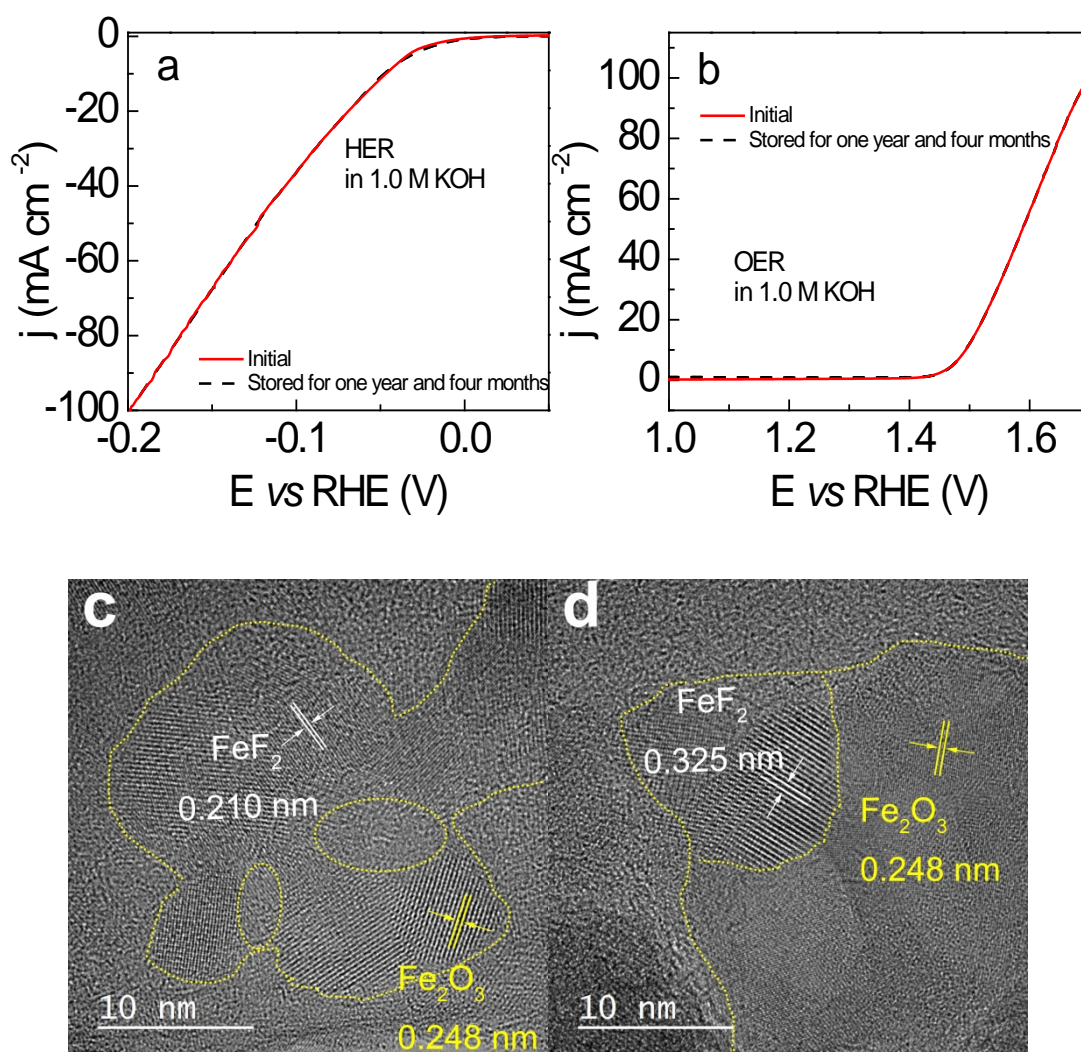 a
0
-20
-40
-60
-80
-100
j (mA cm-2)
HER
in 1.0 M KOH
Initial
Stored for one year and four months
-0.2
-0.1
0.0
E vs RHE (V)
b
100
80
60
40
20
0
j (mA cm-2)
Initial
Stored for one year and four months
OER
in 1.0 M KOH
1.0
1.2
1.4
1.6
E vs RHE (V)
c
FeF2
0.210 nm
Fe2O3
0.248 nm
10 nm
d
FeF2
0.325 nm
Fe2O3
0.248 nm
10 nm